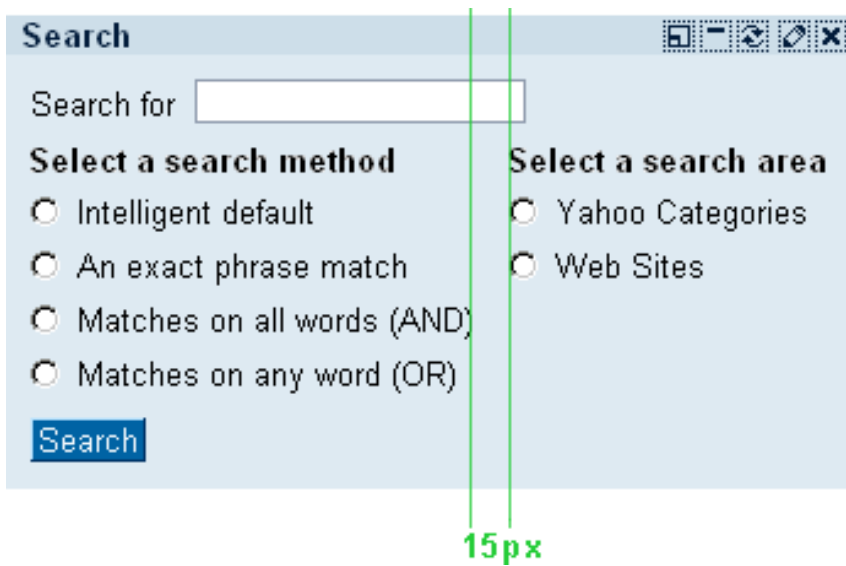 Search
Search for
Select a search method
Select a search area
Intelligent default
Yahoo Categories
An exact phrase match
Web Sites
Matches on all words (AND)
Matches on any word (OR)
Search
15px